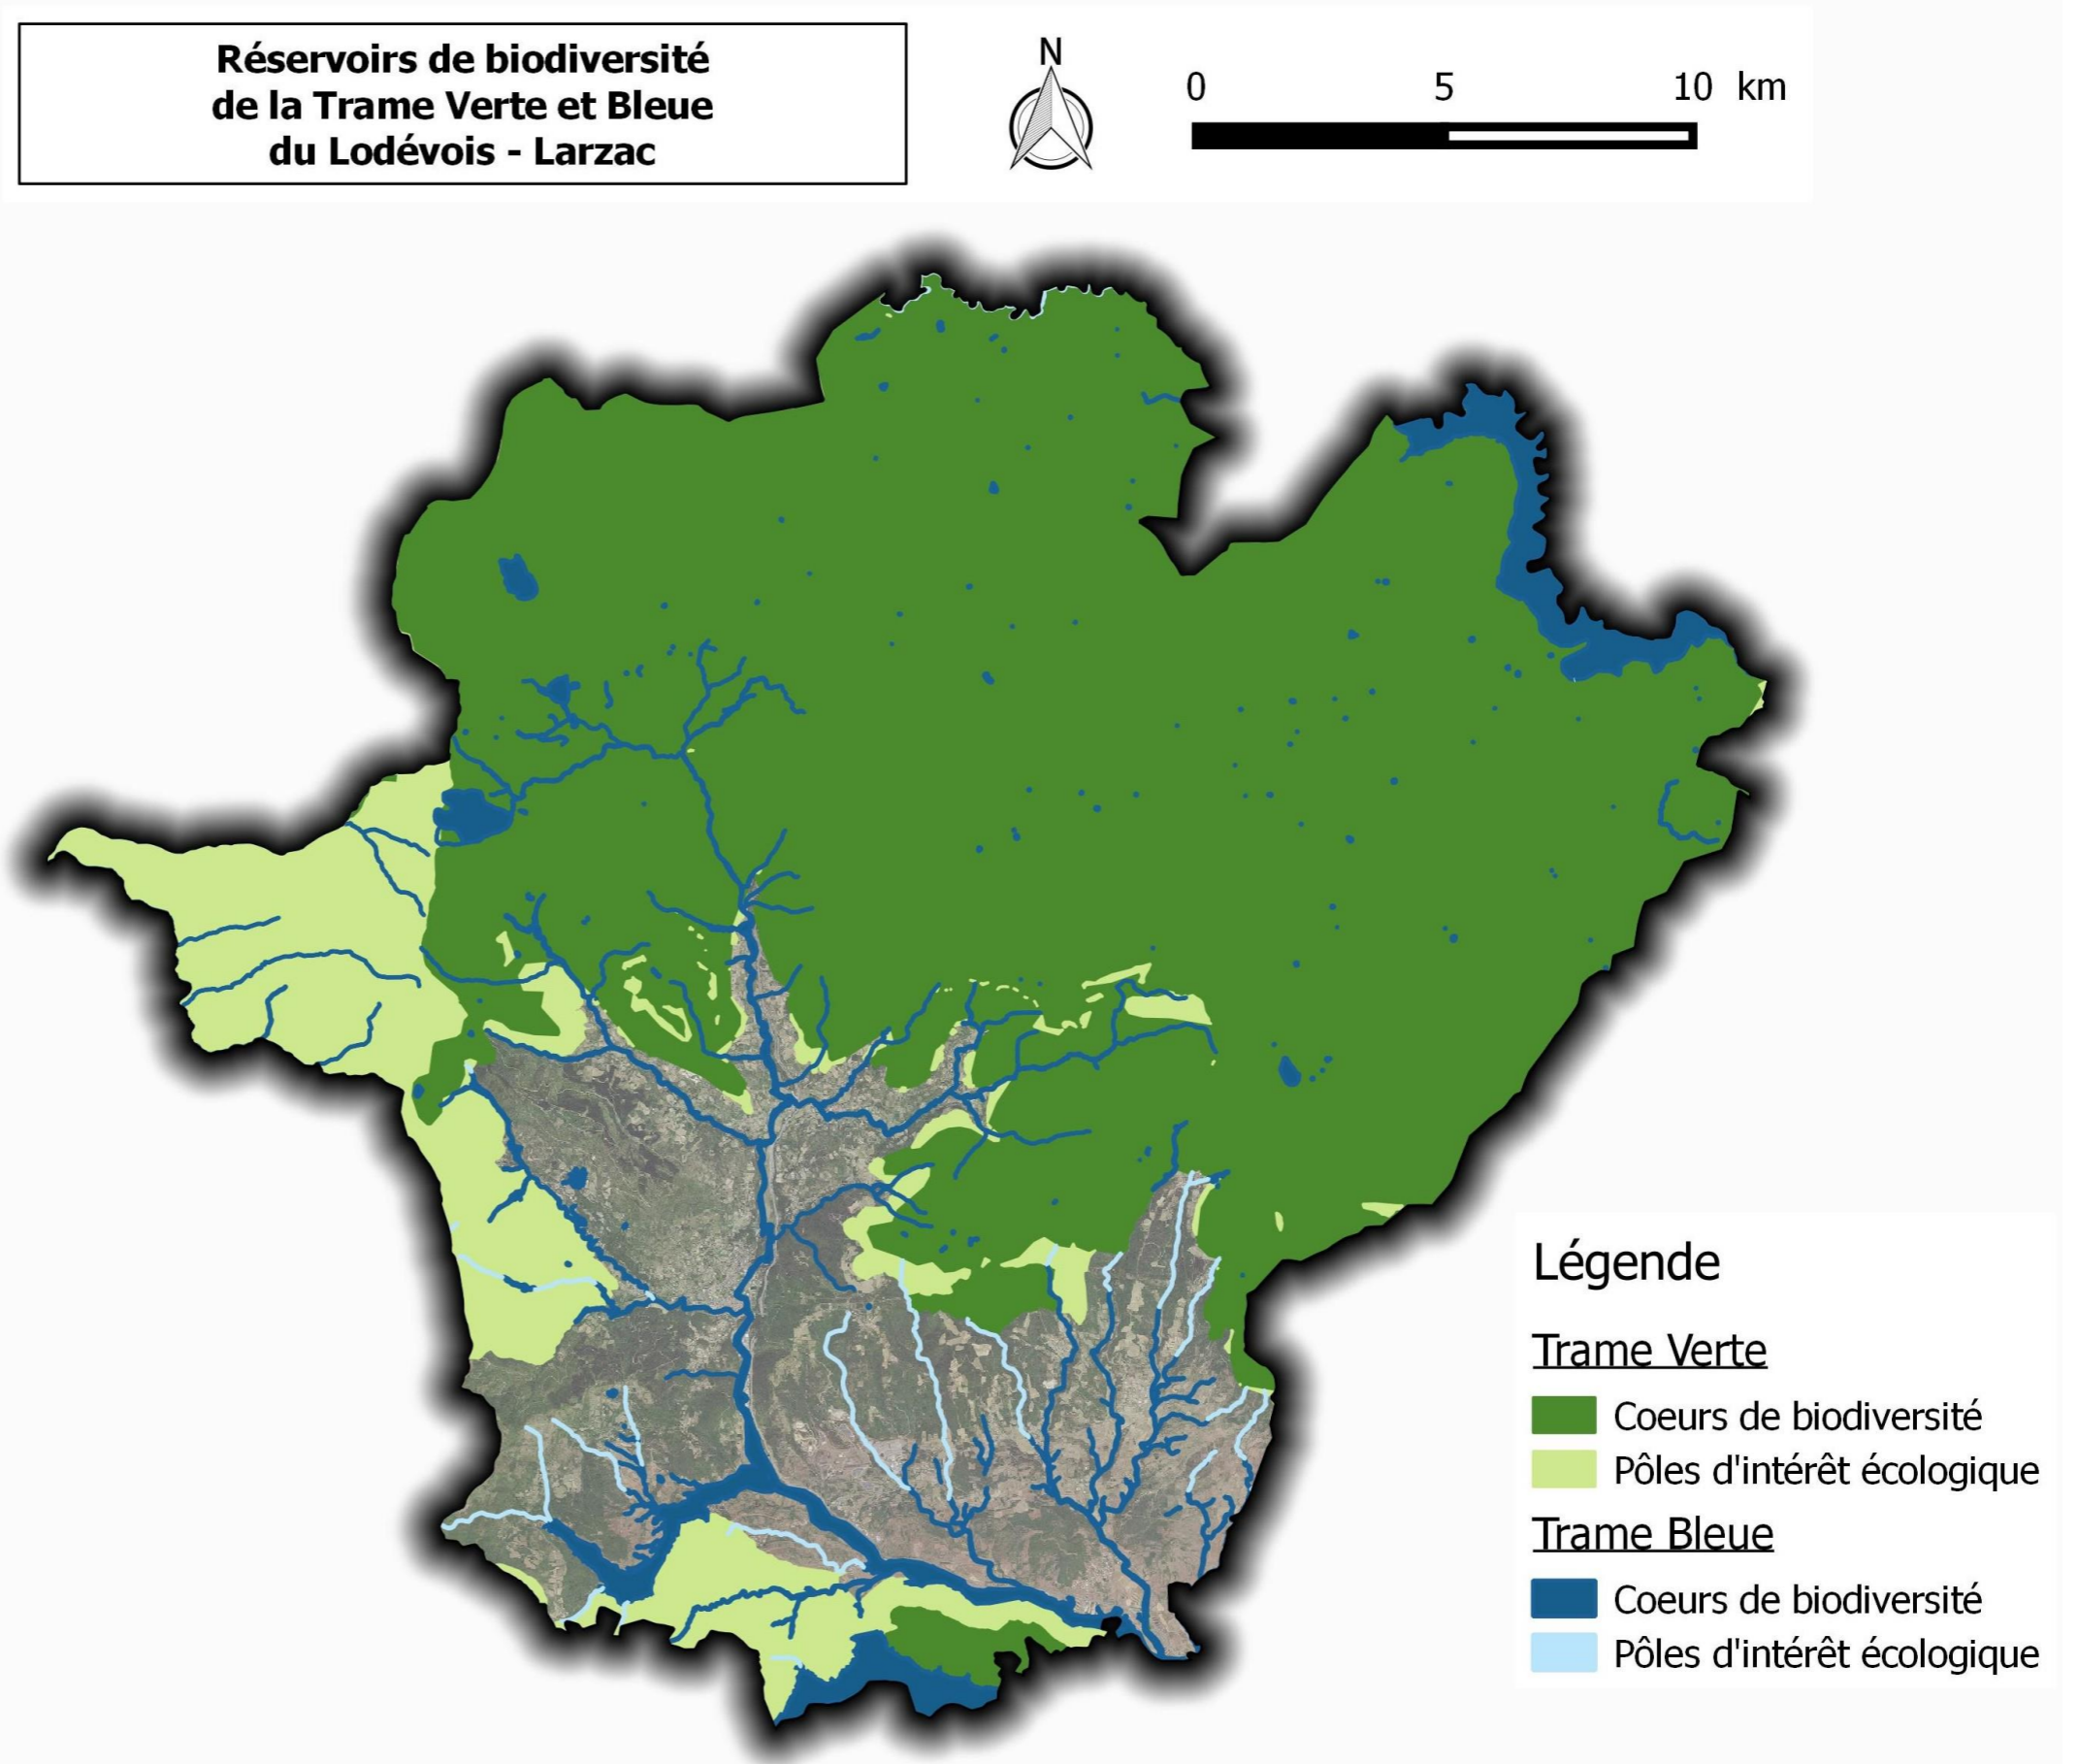 Réservoirs de biodiversité
de la Trame Verte et Bleue
du Lodévois - Larzac
N
0 5 10 km
Légende
Trame Verte
Coeurs de biodiversité
Pôles d'intérêt écologique
Trame Bleue
Coeurs de biodiversité
Pôles d'intérêt écologique